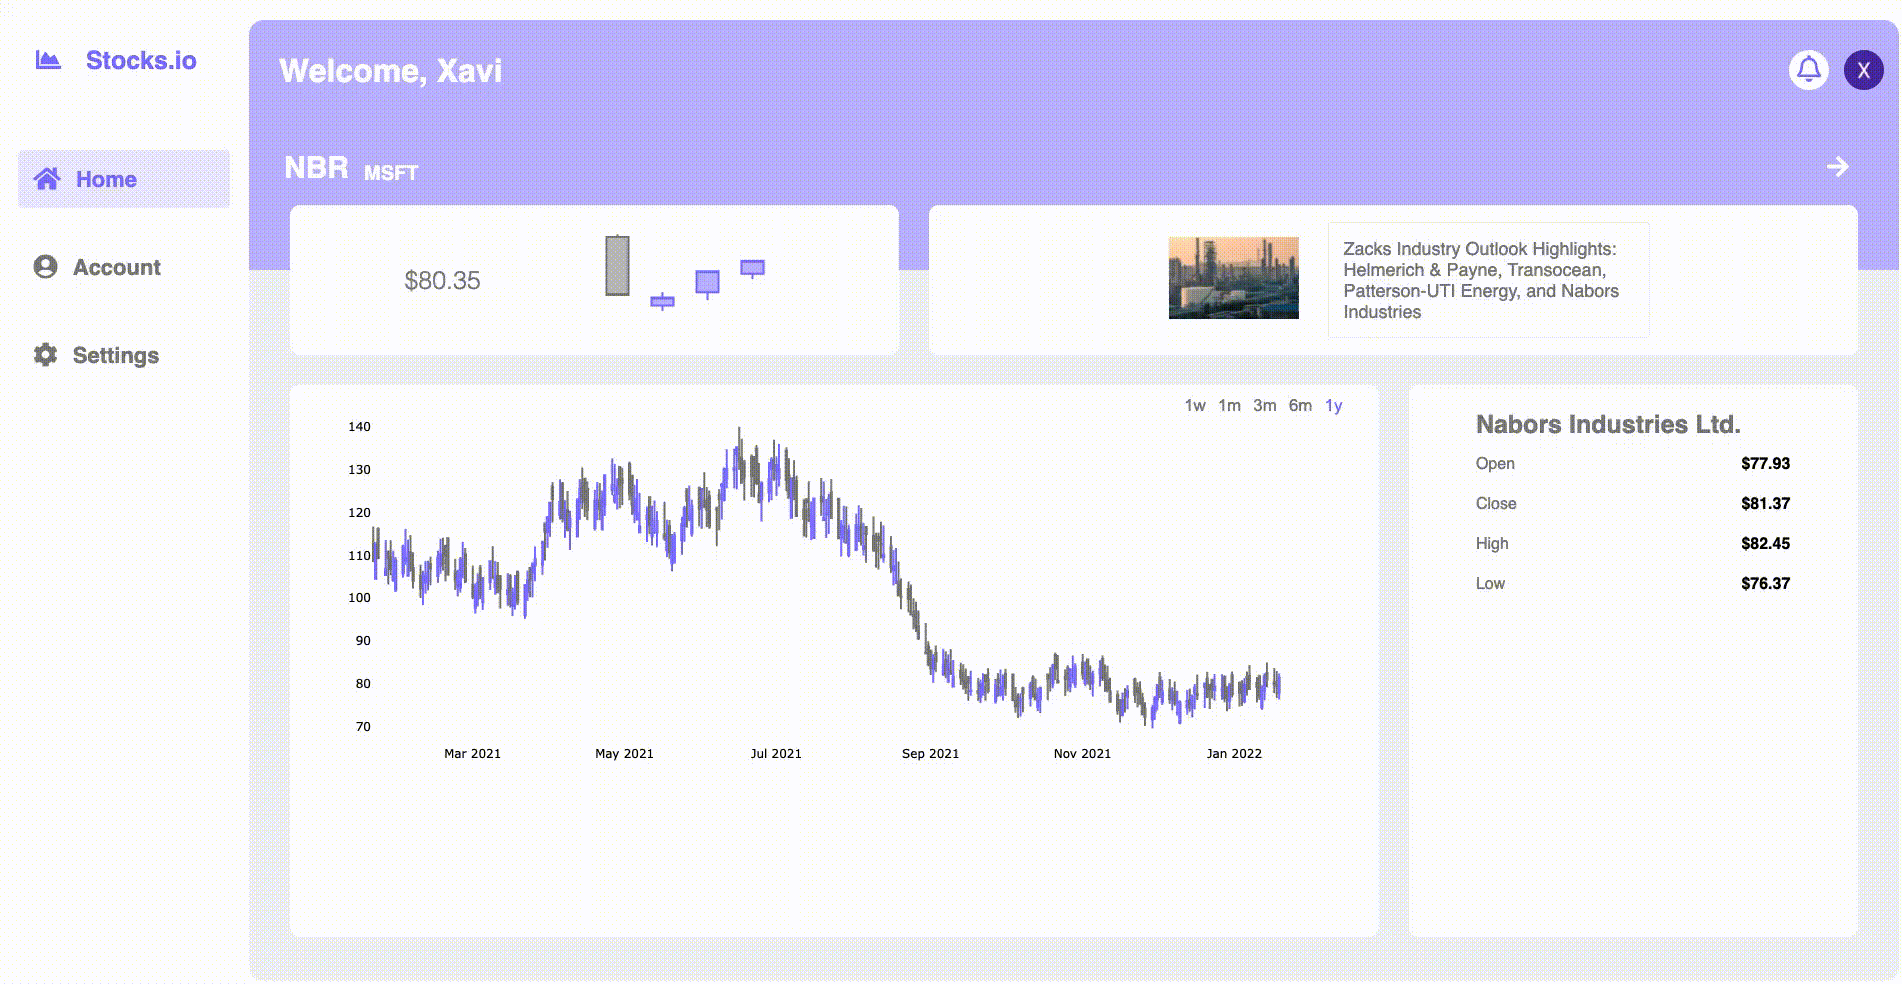 Stocks.io
Welcome, Xavi
X
Home
Account
Settings
NBR MSFT
$80.35
Zacks Industry Outlook Highlights:
Helmerich & Payne, Transocean,
Patterson-UTI Energy, and Nabors
Industries
1w 1m 3m 6m 1y
140
130
120
110
100
90
80
70
Mar 2021 May 2021 Jul 2021 Sep 2021 Nov 2021 Jan 2022
Nabors Industries Ltd.
Open $77.93
Close $81.37
High $82.45
Low $76.37